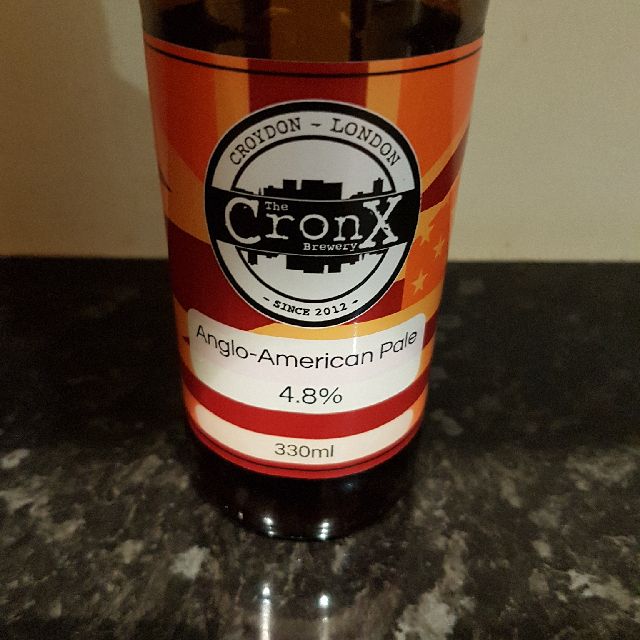 CROYDON - LONDON
The
CronX
Brewery
- SINCE 2012 -
Anglo-American Pale
4.8%
330ml